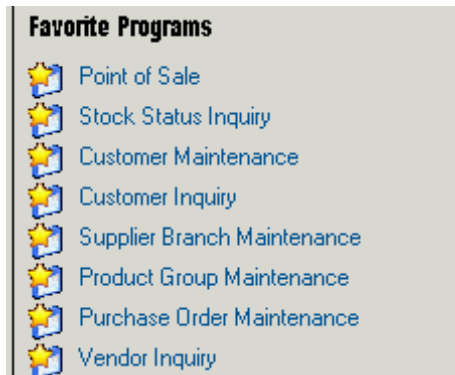 Favorite Programs
Point of Sale
Stock Status Inquiry
Customer Maintenance
Customer Inquiry
Supplier Branch Maintenance
Product Group Maintenance
Purchase Order Maintenance
Vendor Inquiry